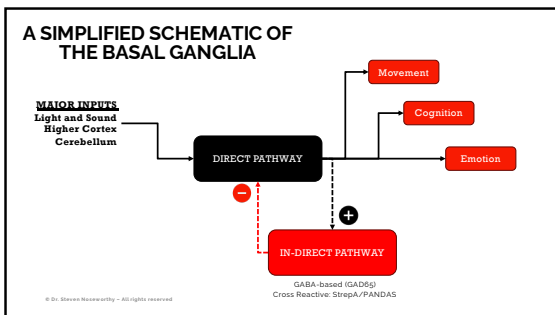 A SIMPLIFIED SCHEMATIC OF
THE BASAL GANGLIA
MAJOR INPUTS
Light and Sound
Higher Cortex
Cerebellum
DIRECT PATHWAY
Movement
Cognition
Emotion
−
+
IN-DIRECT PATHWAY
GABA-based (GAD65)
Cross Reactive: StrepA/PANDAS
© Dr. Steven Noseworthy – All rights reserved